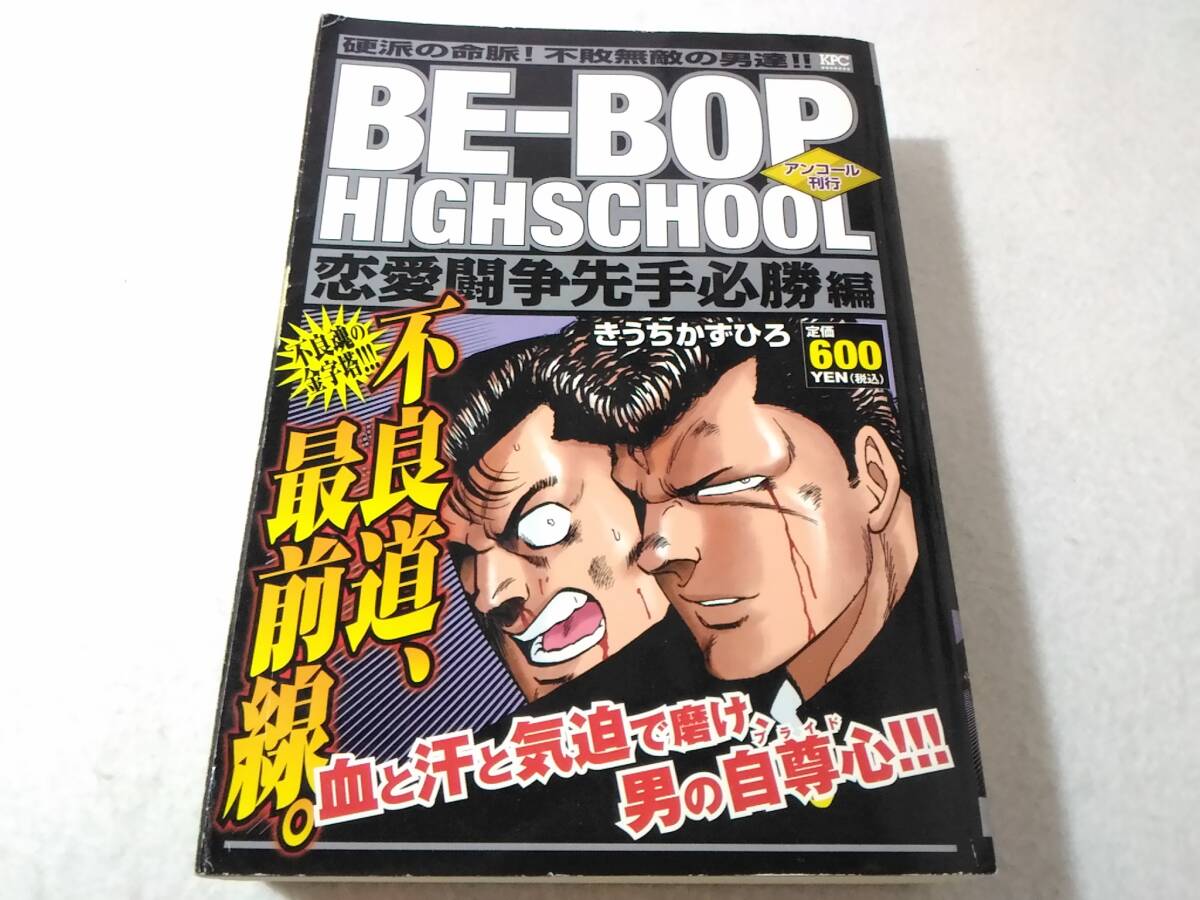 硬派の命脈！不敗無敵の男達!!
KPC
BE-BOP
HIGHSCHOOL
アンコール
刊行
恋愛闘争先手必勝編
きうちかずひろ
定価
600
YEN(税込)
不良魂の
金字塔!!!
不良道、
最前線。
血と汗と気迫で磨け
男の自尊心!!!
プライド